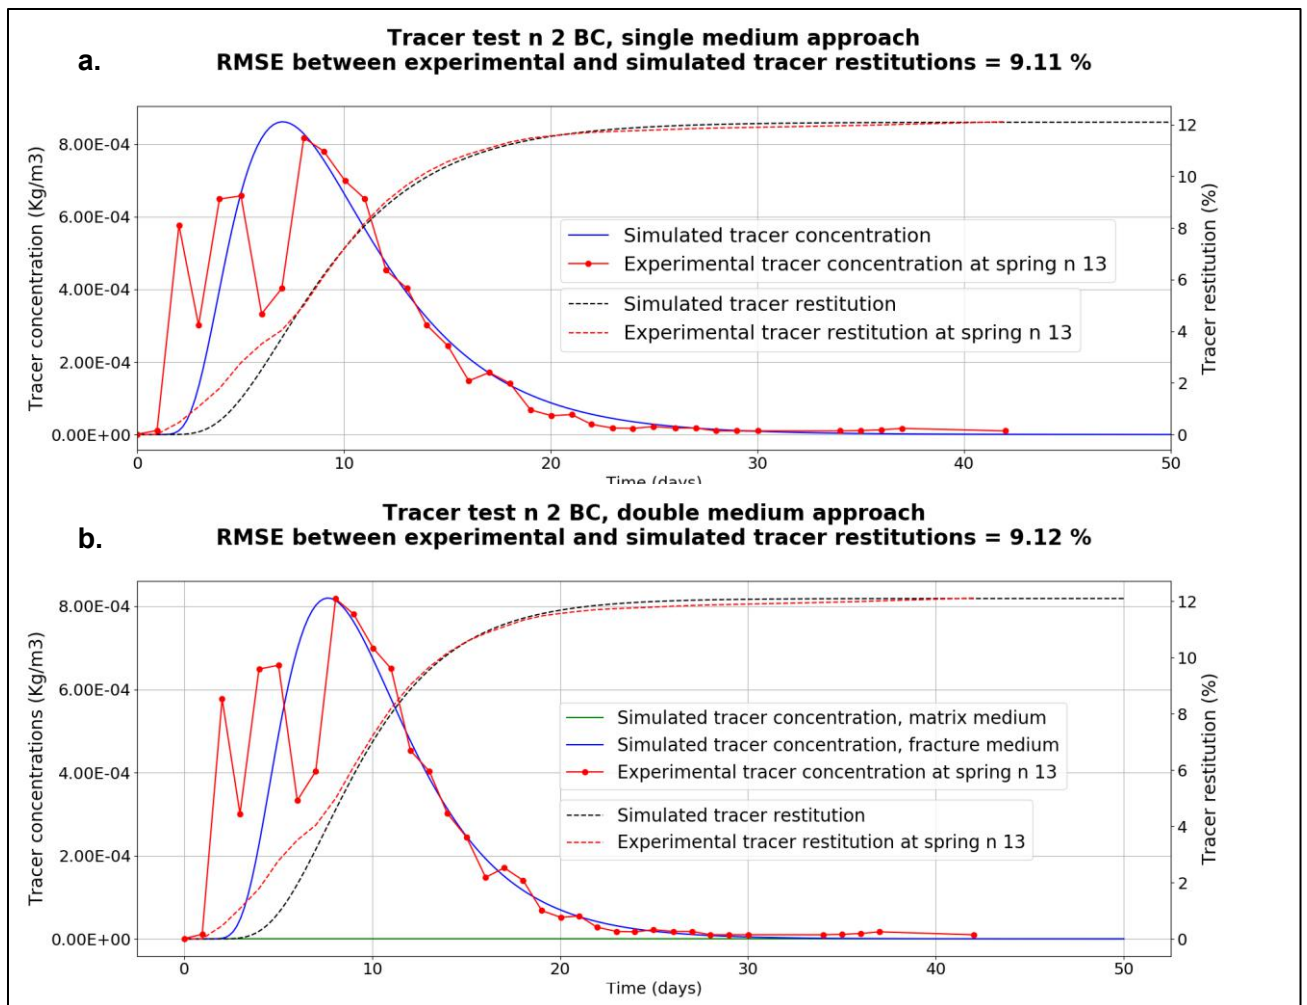 a.
Tracer test n 2 BC, single medium approach
RMSE between experimental and simulated tracer restitutions = 9.11 %
Tracer concentration (Kg/m3)
8.00E-04
6.00E-04
4.00E-04
2.00E-04
0.00E+00
Simulated tracer concentration
Experimental tracer concentration at spring n 13
Simulated tracer restitution
Experimental tracer restitution at spring n 13
12
10
8
6
4
2
0
Tracer restitution (%)
0 10 20 30 40 50
Time (days)
b.
Tracer test n 2 BC, double medium approach
RMSE between experimental and simulated tracer restitutions = 9.12 %
Tracer concentrations (Kg/m3)
8.00E-04
6.00E-04
4.00E-04
2.00E-04
0.00E+00
Simulated tracer concentration, matrix medium
Simulated tracer concentration, fracture medium
Experimental tracer concentration at spring n 13
Simulated tracer restitution
Experimental tracer restitution at spring n 13
12
10
8
6
4
2
0
Tracer restitution (%)
0 10 20 30 40 50
Time (days)